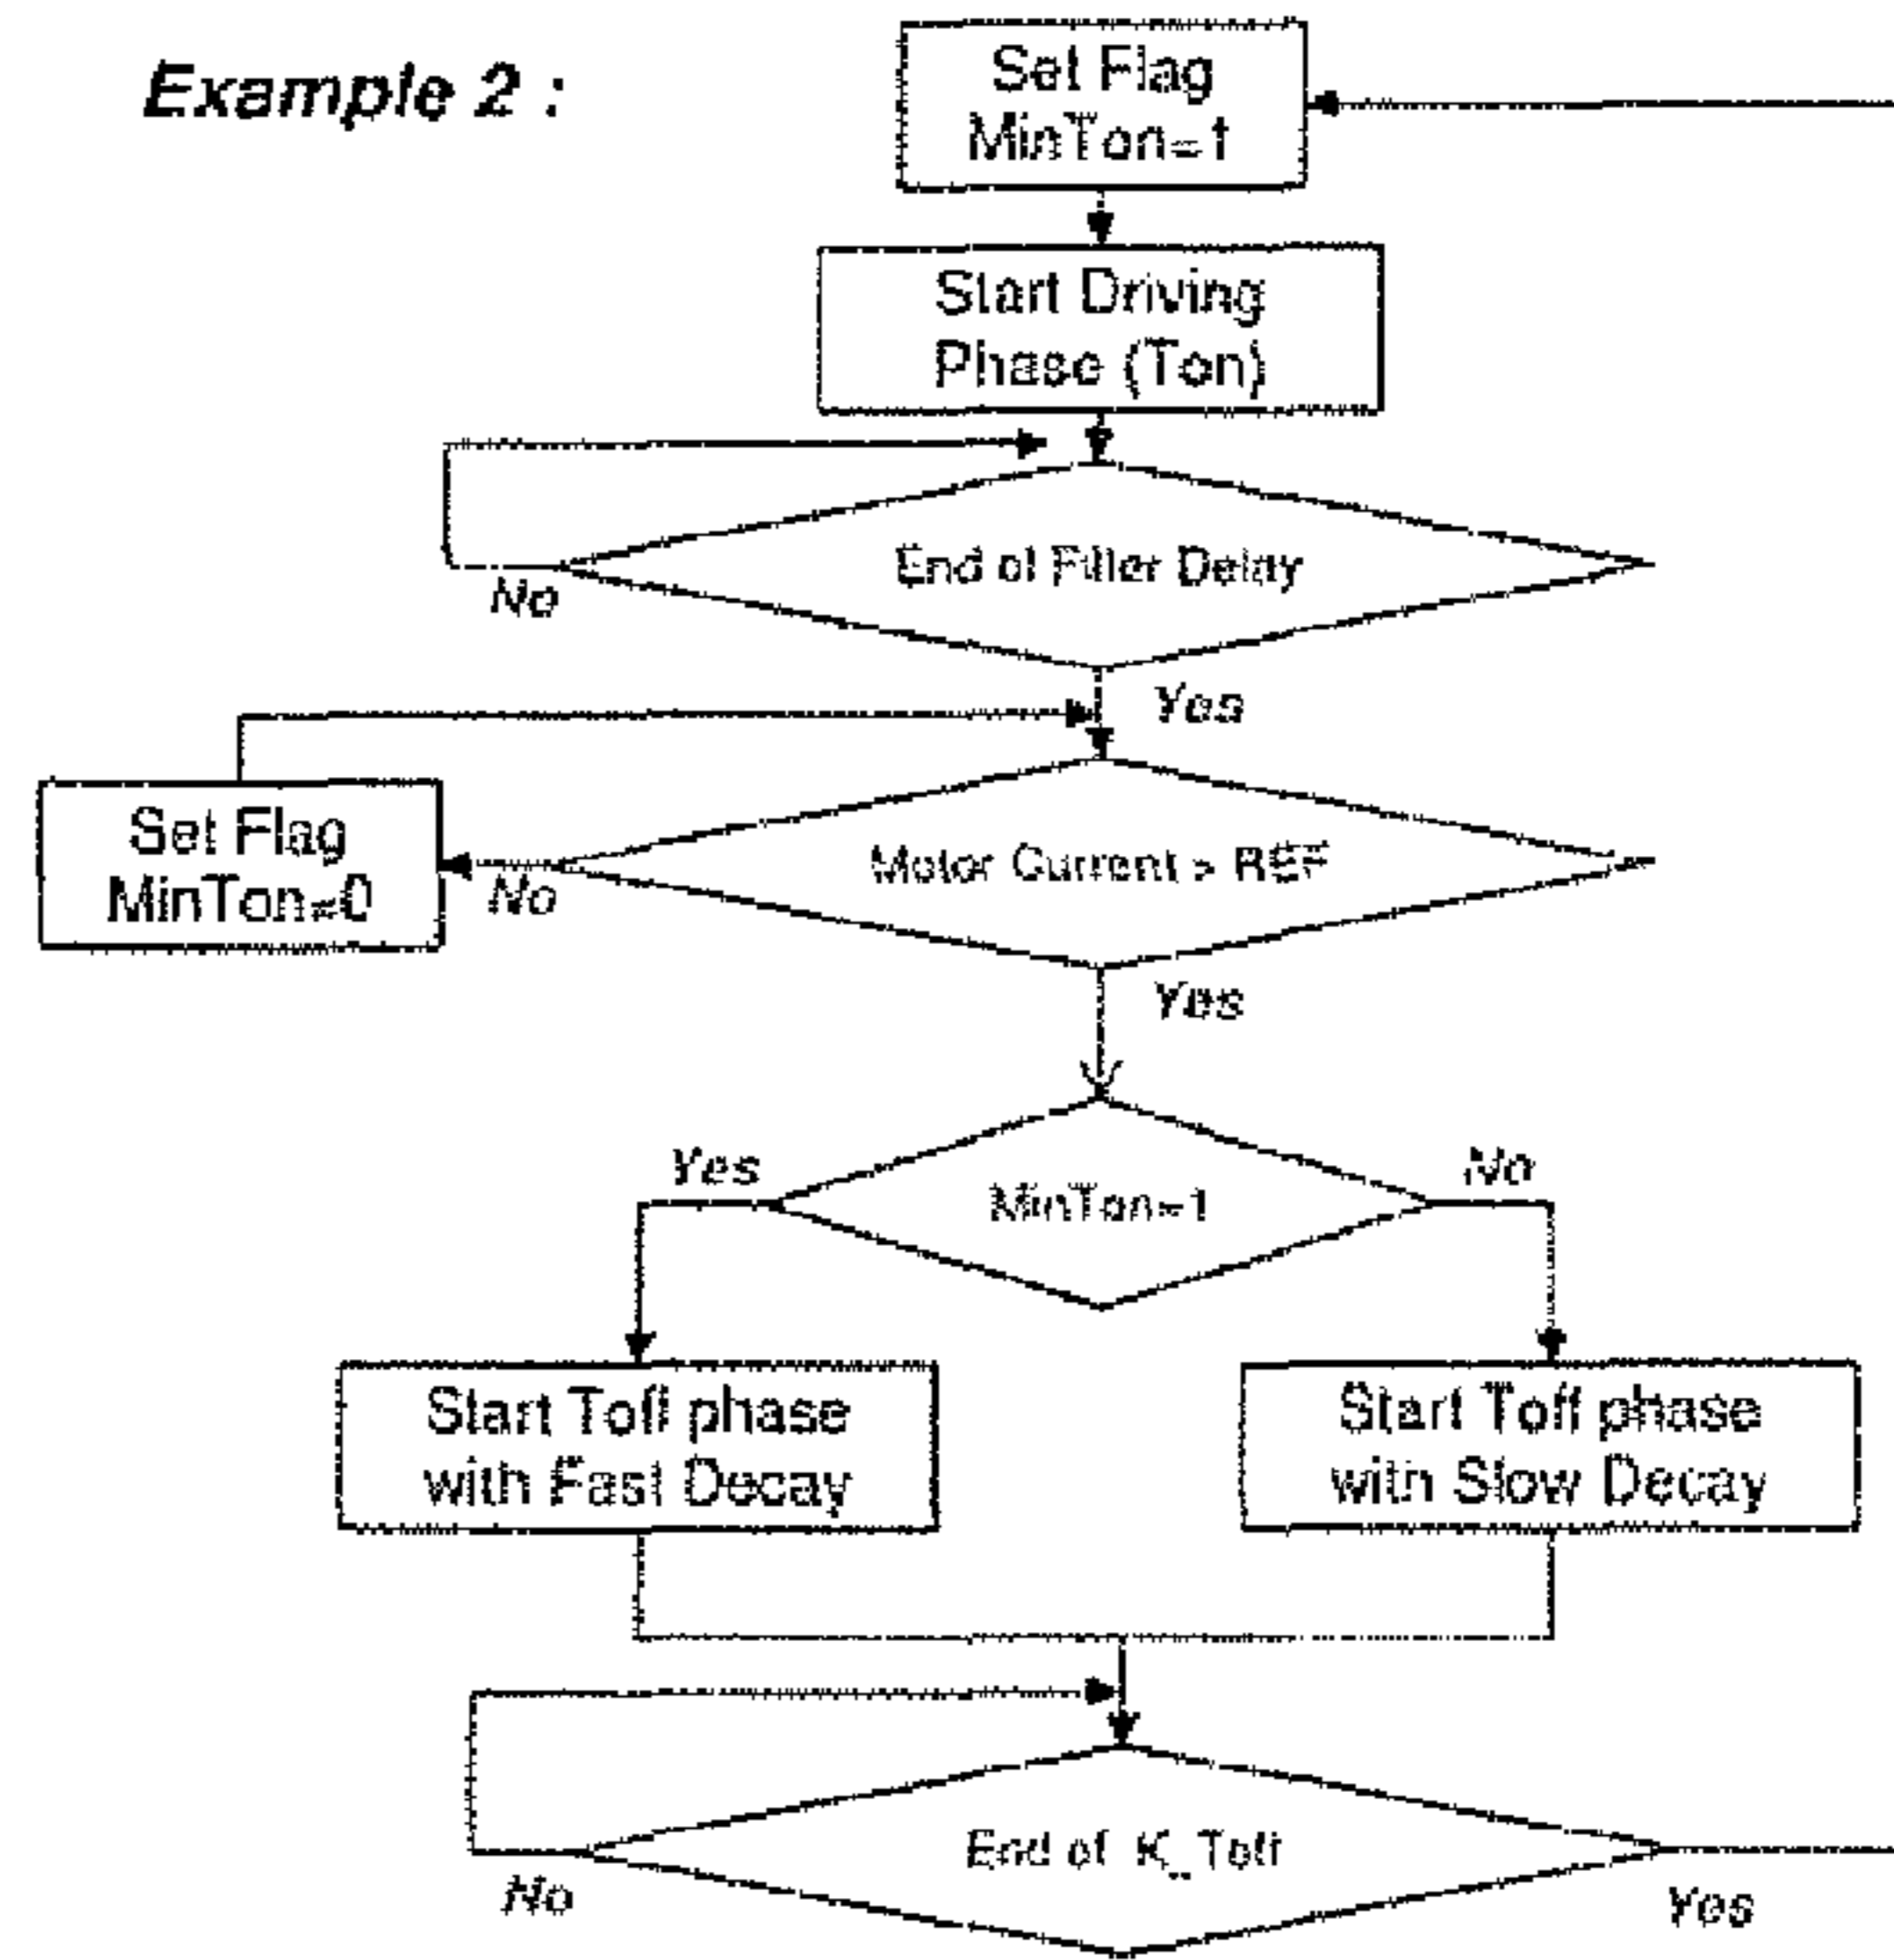 Example 2 :
Set Flag
MinTon=1
Start Driving
Phase (Ton)
End of Filter Delay
No
Yes
Set Flag
MinTon=0
No
Motor Current > REF
Yes
Yes
MinTon=1
No
Start Toff phase
with Fast Decay
Start Toff phase
with Slow Decay
End of K_Toff
No
Yes